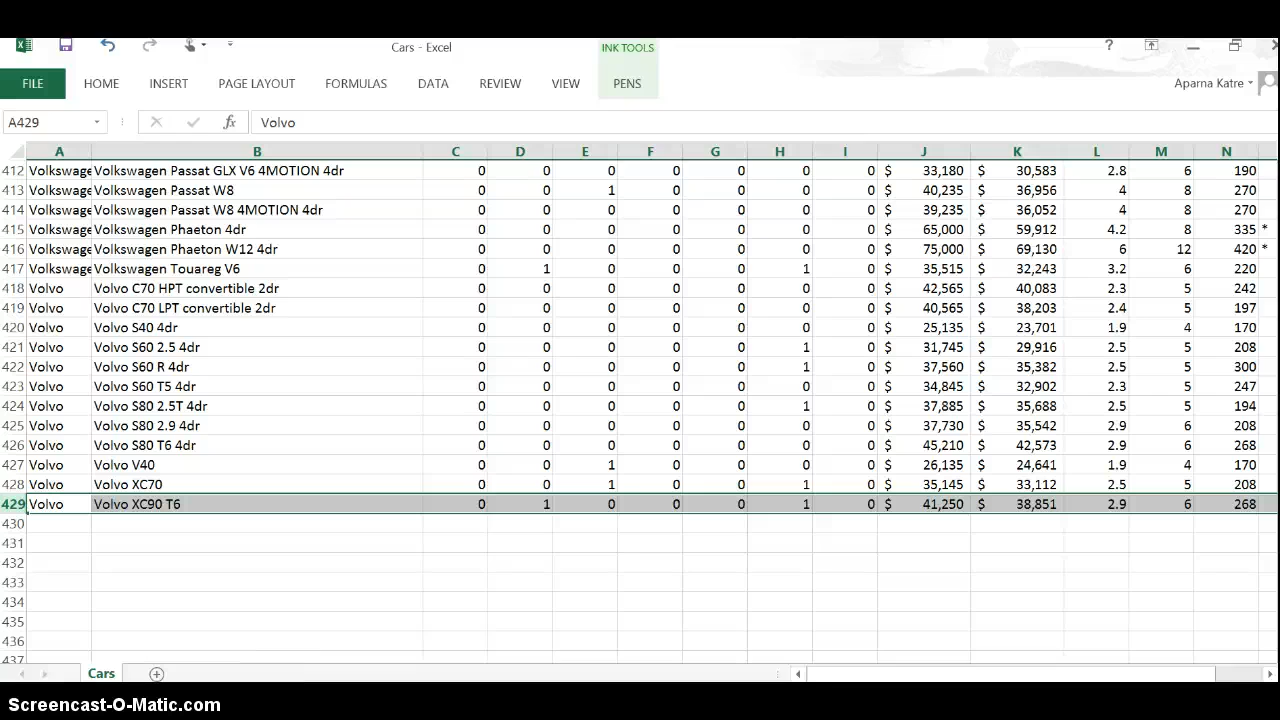 Cars - Excel
INK TOOLS
?
FILE HOME INSERT PAGE LAYOUT FORMULAS DATA REVIEW VIEW PENS Aparna Katre
A429 fx Volvo
A B C D E F G H I J K L M N
412 Volkswage Volkswagen Passat GLX V6 4MOTION 4dr 0 0 0 0 0 0 0 $ 33,180 $ 30,583 2.8 6 190
413 Volkswage Volkswagen Passat W8 0 0 1 0 0 0 0 $ 40,235 $ 36,956 4 8 270
414 Volkswage Volkswagen Passat W8 4MOTION 4dr 0 0 0 0 0 0 0 $ 39,235 $ 36,052 4 8 270
415 Volkswage Volkswagen Phaeton 4dr 0 0 0 0 0 0 0 $ 65,000 $ 59,912 4.2 8 335 *
416 Volkswage Volkswagen Phaeton W12 4dr 0 0 0 0 0 0 0 $ 75,000 $ 69,130 6 12 420 *
417 Volkswage Volkswagen Touareg V6 0 1 0 0 0 1 0 $ 35,515 $ 32,243 3.2 6 220
418 Volvo Volvo C70 HPT convertible 2dr 0 0 0 0 0 0 0 $ 42,565 $ 40,083 2.3 5 242
419 Volvo Volvo C70 LPT convertible 2dr 0 0 0 0 0 0 0 $ 40,565 $ 38,203 2.4 5 197
420 Volvo Volvo S40 4dr 0 0 0 0 0 0 0 $ 25,135 $ 23,701 1.9 4 170
421 Volvo Volvo S60 2.5 4dr 0 0 0 0 0 1 0 $ 31,745 $ 29,916 2.5 5 208
422 Volvo Volvo S60 R 4dr 0 0 0 0 0 1 0 $ 37,560 $ 35,382 2.5 5 300
423 Volvo Volvo S60 T5 4dr 0 0 0 0 0 0 0 $ 34,845 $ 32,902 2.3 5 247
424 Volvo Volvo S80 2.5T 4dr 0 0 0 0 0 1 0 $ 37,885 $ 35,688 2.5 5 194
425 Volvo Volvo S80 2.9 4dr 0 0 0 0 0 0 0 $ 37,730 $ 35,542 2.9 6 208
426 Volvo Volvo S80 T6 4dr 0 0 0 0 0 0 0 $ 45,210 $ 42,573 2.9 6 268
427 Volvo Volvo V40 0 0 1 0 0 0 0 $ 26,135 $ 24,641 1.9 4 170
428 Volvo Volvo XC70 0 0 1 0 0 1 0 $ 35,145 $ 33,112 2.5 5 208
429 Volvo Volvo XC90 T6 0 1 0 0 0 1 0 $ 41,250 $ 38,851 2.9 6 268
430
431
432
433
434
435
436
437
Cars
Screencast-O-Matic.com